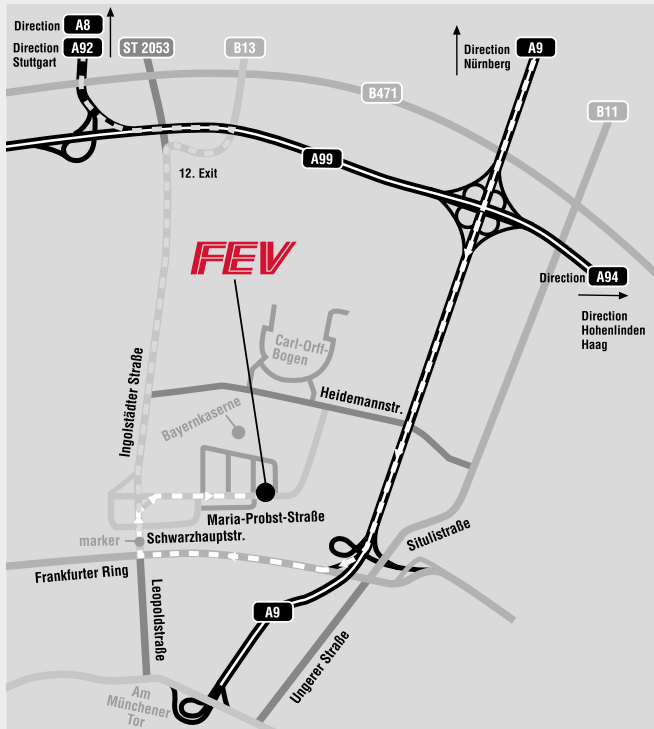 Direction A8
Direction A92
Stuttgart
ST 2053
B13
Direction A9
Nürnberg
B471
B11
A99
12. Exit
FEV
Direction A94
Direction
Hohenlinden
Haag
Carl-Orff-
Bogen
Ingolstädter Straße
Heidemannstr.
Bayernkaserne
Maria-Probst-Straße
Schwarzhauptstr.
marker
Situlistraße
Frankfurter Ring
Leopoldstraße
A9
Ungerer Straße
Am
Münchener
Tor